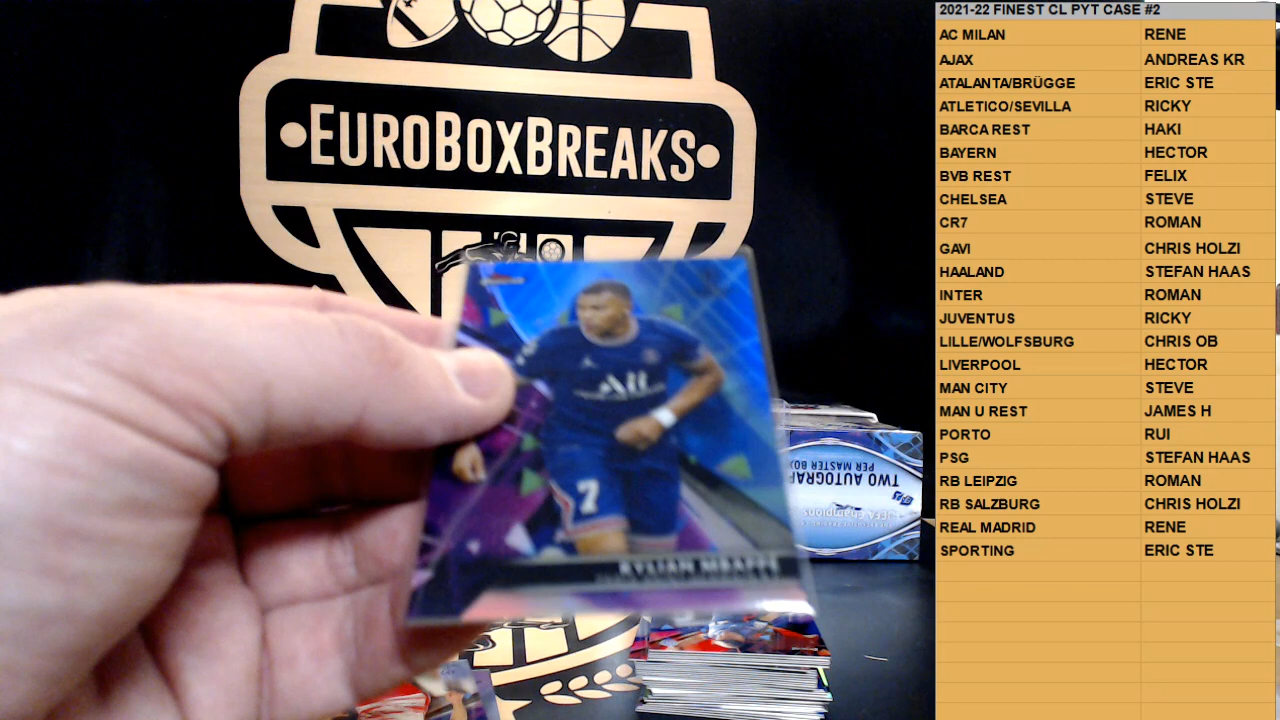 •EUROBOXBREAKS•
7
KYLIAN MBAPPÉ
TWO AUTOGRAP
PER MASTER BOX
2021-22 FINEST CL PYT CASE #2
AC MILAN RENE
AJAX ANDREAS KR
ATALANTA/BRÜGGE ERIC STE
ATLETICO/SEVILLA RICKY
BARCA REST HAKI
BAYERN HECTOR
BVB REST FELIX
CHELSEA STEVE
CR7 ROMAN
GAVI CHRIS HOLZI
HAALAND STEFAN HAAS
INTER ROMAN
JUVENTUS RICKY
LILLE/WOLFSBURG CHRIS OB
LIVERPOOL HECTOR
MAN CITY STEVE
MAN U REST JAMES H
PORTO RUI
PSG STEFAN HAAS
RB LEIPZIG ROMAN
RB SALZBURG CHRIS HOLZI
REAL MADRID RENE
SPORTING ERIC STE